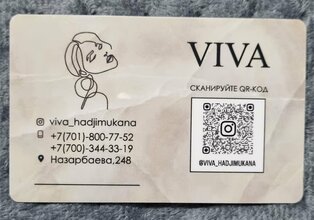 VIVA
СКАНИРУЙТЕ QR-КОД
viva_hadjimukana
+7(701)-800-77-52
+7(700)-344-33-19
Назарбаева,248
@VIVA_HADJIMUKANA